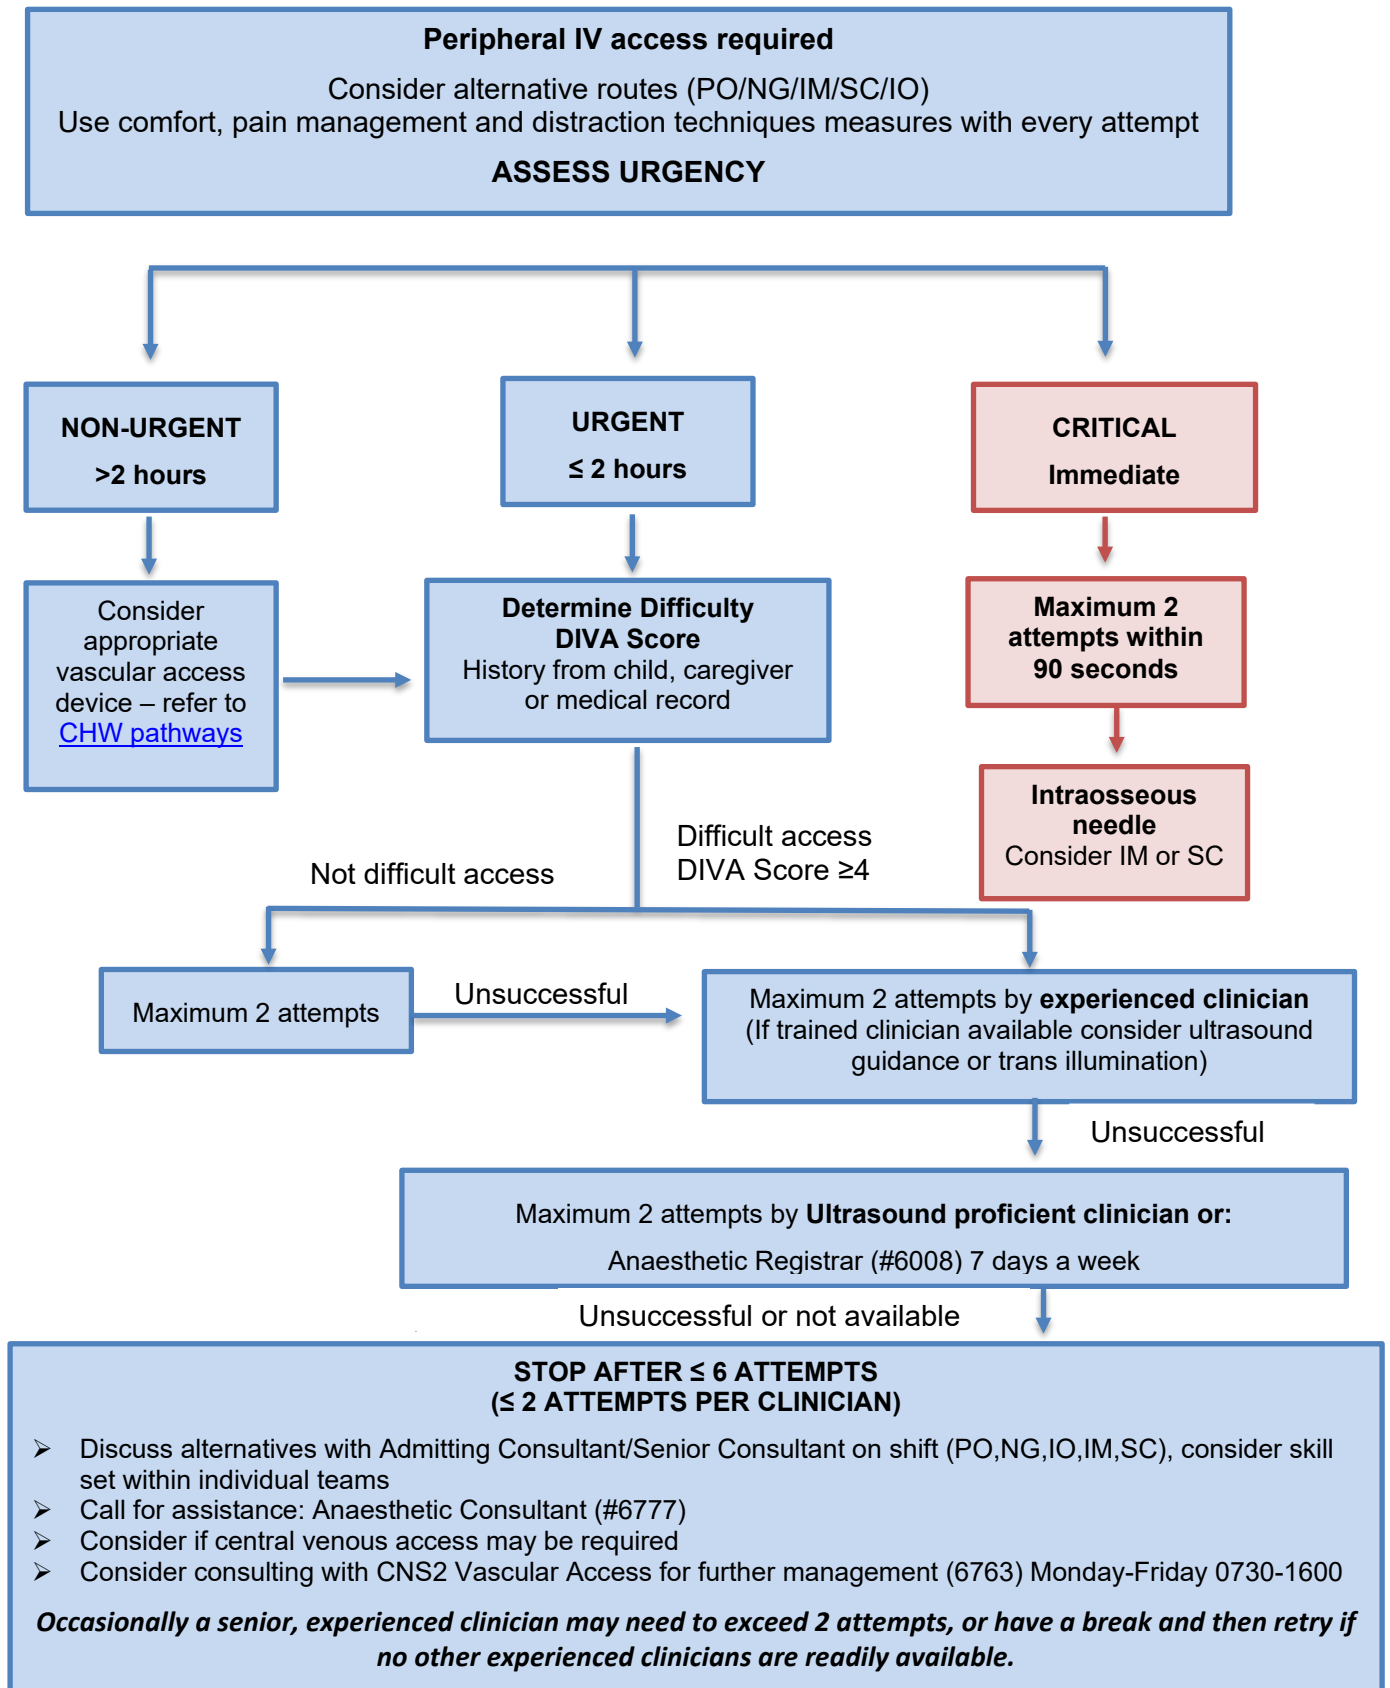 Peripheral IV access required
Consider alternative routes (PO/NG/IM/SC/IO)
Use comfort, pain management and distraction techniques measures with every attempt
ASSESS URGENCY
NON-URGENT
>2 hours
URGENT
≤ 2 hours
CRITICAL
Immediate
Consider
appropriate
vascular access
device – refer to
CHW pathways
Determine Difficulty
DIVA Score
History from child, caregiver
or medical record
Maximum 2
attempts within
90 seconds
Intraosseous
needle
Consider IM or SC
Not difficult access
Difficult access
DIVA Score ≥4
Maximum 2 attempts
Unsuccessful
Maximum 2 attempts by experienced clinician
(If trained clinician available consider ultrasound
guidance or trans illumination)
Unsuccessful
Maximum 2 attempts by Ultrasound proficient clinician or:
Anaesthetic Registrar (#6008) 7 days a week
Unsuccessful or not available
STOP AFTER ≤ 6 ATTEMPTS
(≤ 2 ATTEMPTS PER CLINICIAN)
➢ Discuss alternatives with Admitting Consultant/Senior Consultant on shift (PO,NG,IO,IM,SC), consider skill
set within individual teams
➢ Call for assistance: Anaesthetic Consultant (#6777)
➢ Consider if central venous access may be required
➢ Consider consulting with CNS2 Vascular Access for further management (6763) Monday-Friday 0730-1600
Occasionally a senior, experienced clinician may need to exceed 2 attempts, or have a break and then retry if
no other experienced clinicians are readily available.